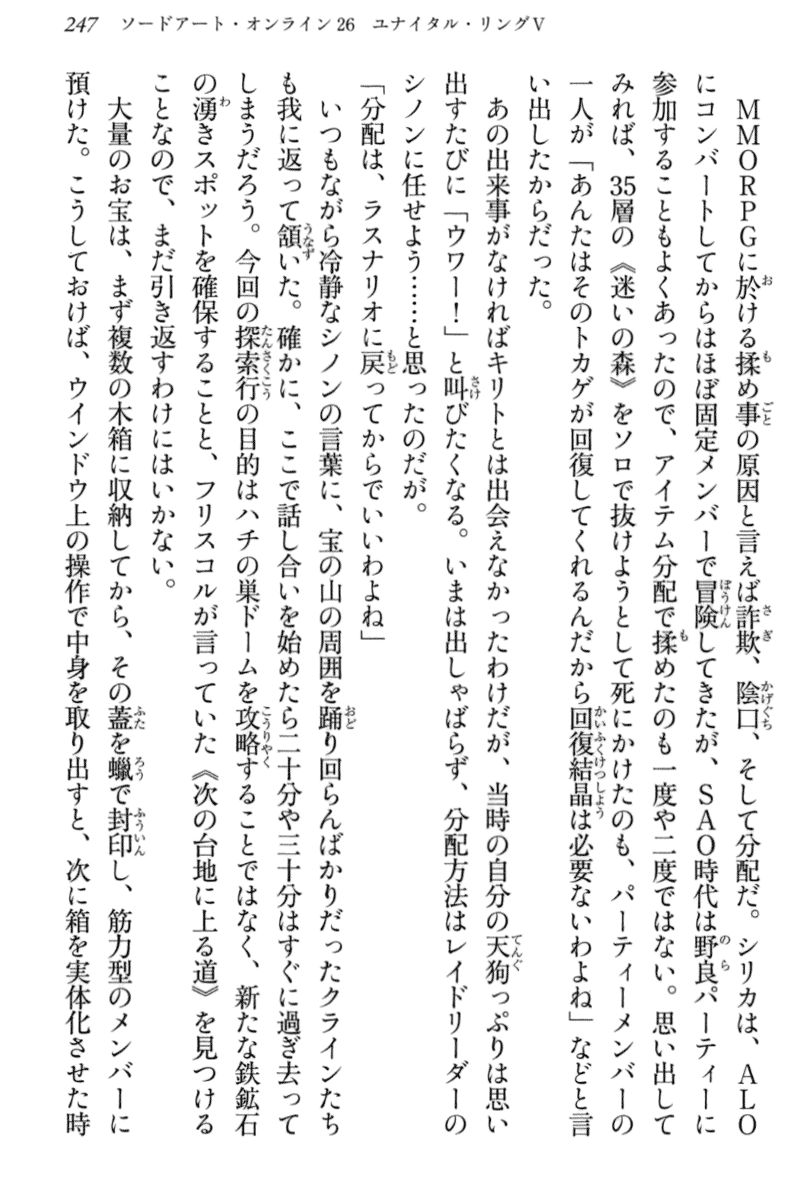 247 ソードアート・オンライン26 ユナイタル・リングⅤ
MMORPGに於ける揉め事の原因と言えば詐欺、陰口、そして分配だ。シリカは、ALO
にコンバートしてからはほぼ固定メンバーで冒険してきたが、SAO時代は野良パーティーに
参加することもよくあったので、アイテム分配で揉めたのも一度や二度ではない。思い出して
みれば、35層の《迷いの森》をソロで抜けようとして死にかけたのも、パーティーメンバーの
一人が「あんたはそのトカゲが回復してくれるんだから回復結晶は必要ないわよね」などと言
い出したからだった。
あの出来事がなければキリトとは出会えなかったわけだが、当時の自分の天狗っぷりは思い
出すたびに「ウワー！」と叫びたくなる。いまは出しゃばらず、分配方法はレイドリーダーの
シノンに任せよう……と思ったのだが。
「分配は、ラスナリオに戻ってからでいいわよね」
いつもながら冷静なシノンの言葉に、宝の山の周囲を踊り回らんばかりだったクラインたち
も我に返って頷いた。確かに、ここで話し合いを始めたら二十分や三十分はすぐに過ぎ去って
しまうだろう。今回の探索行の目的はハチの巣ドームを攻略することではなく、新たな鉄鉱石
の湧きスポットを確保することと、フリスコルが言っていた《次の台地に上る道》を見つける
ことなので、まだ引き返すわけにはいかない。
大量のお宝は、まず複数の木箱に収納してから、その蓋を蠟で封印し、筋力型のメンバーに
預けた。こうしておけば、ウインドウ上の操作で中身を取り出すと、次に箱を実体化させた時